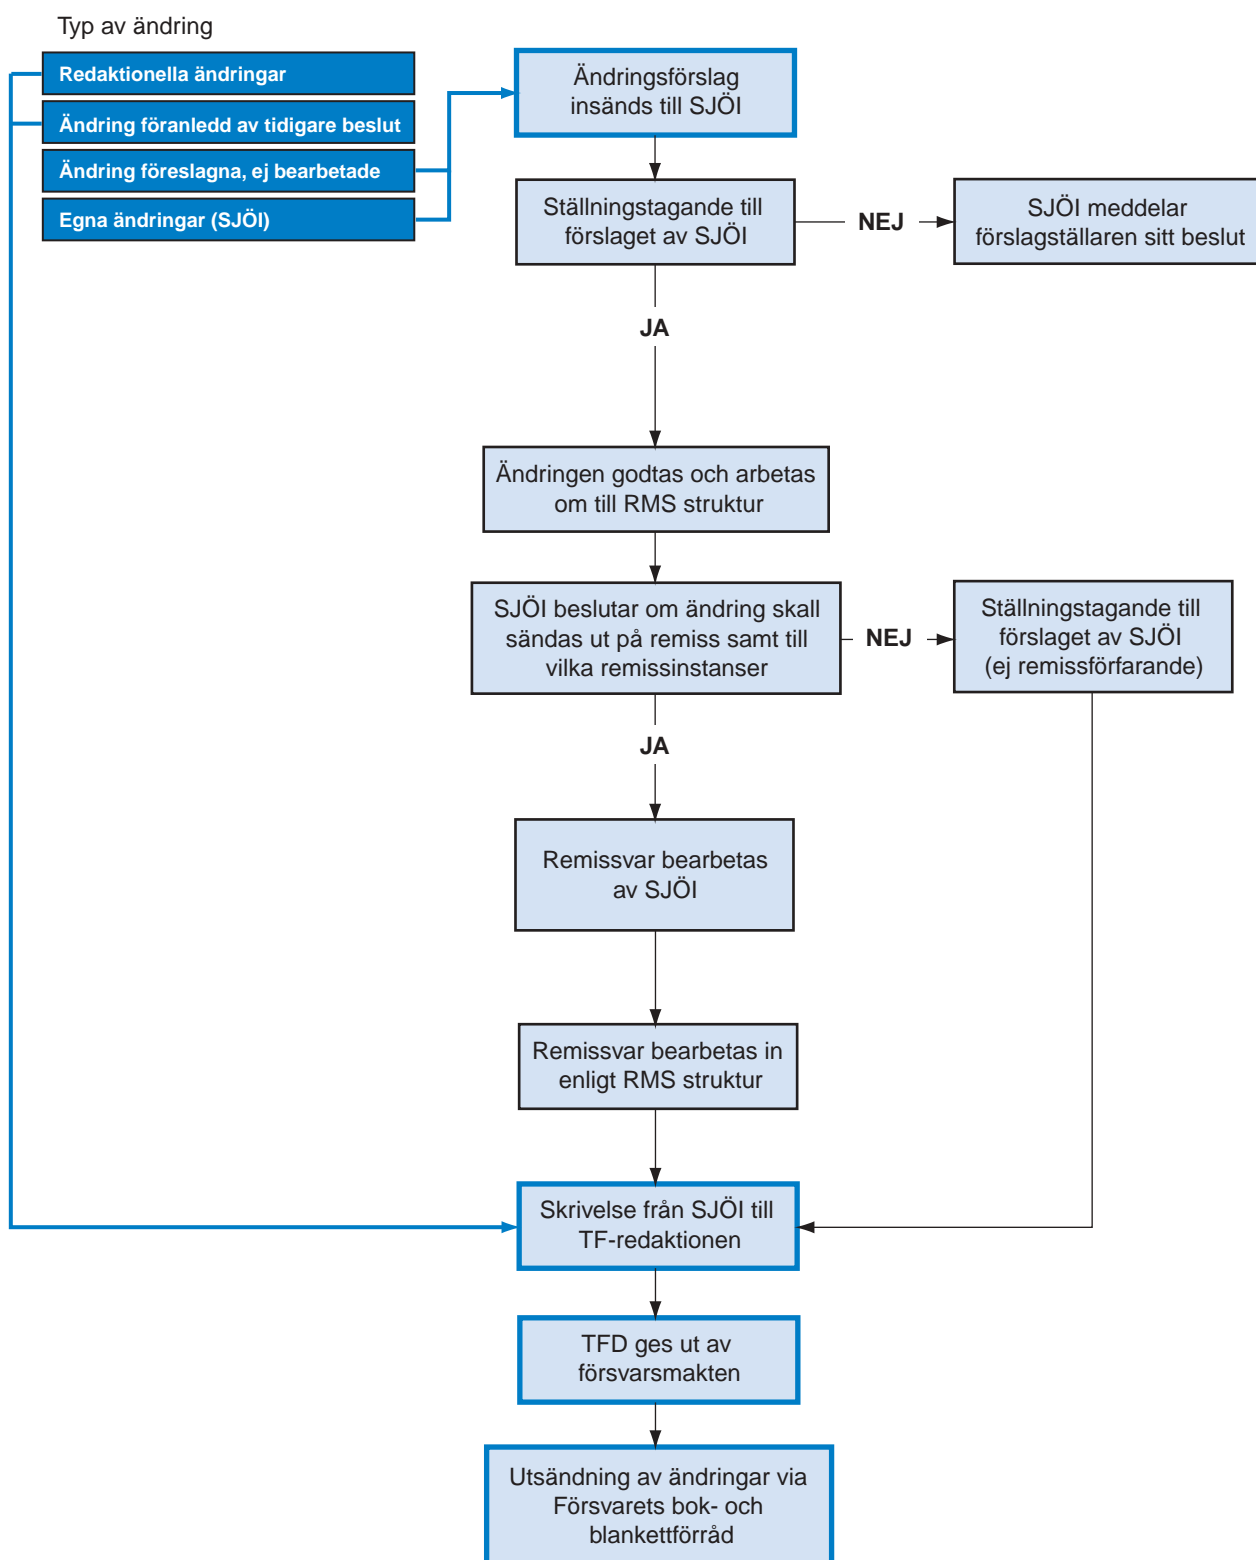 Typ av ändring
Redaktionella ändringar
Ändring föranledd av tidigare beslut
Ändring föreslagna, ej bearbetade
Egna ändringar (SJÖI)
Ändringsförslag
insänds till SJÖI
Ställningstagande till
förslaget av SJÖI
NEJ
SJÖI meddelar
förslagställaren sitt beslut
JA
Ändringen godtas och arbetas
om till RMS struktur
SJÖI beslutar om ändring skall
sändas ut på remiss samt till
vilka remissinstanser
NEJ
Ställningstagande till
förslaget av SJÖI
(ej remissförfarande)
JA
Remissvar bearbetas
av SJÖI
Remissvar bearbetas in
enligt RMS struktur
Skrivelse från SJÖI till
TF-redaktionen
TFD ges ut av
försvarsmakten
Utsändning av ändringar via
Försvarets bok- och
blankettförråd